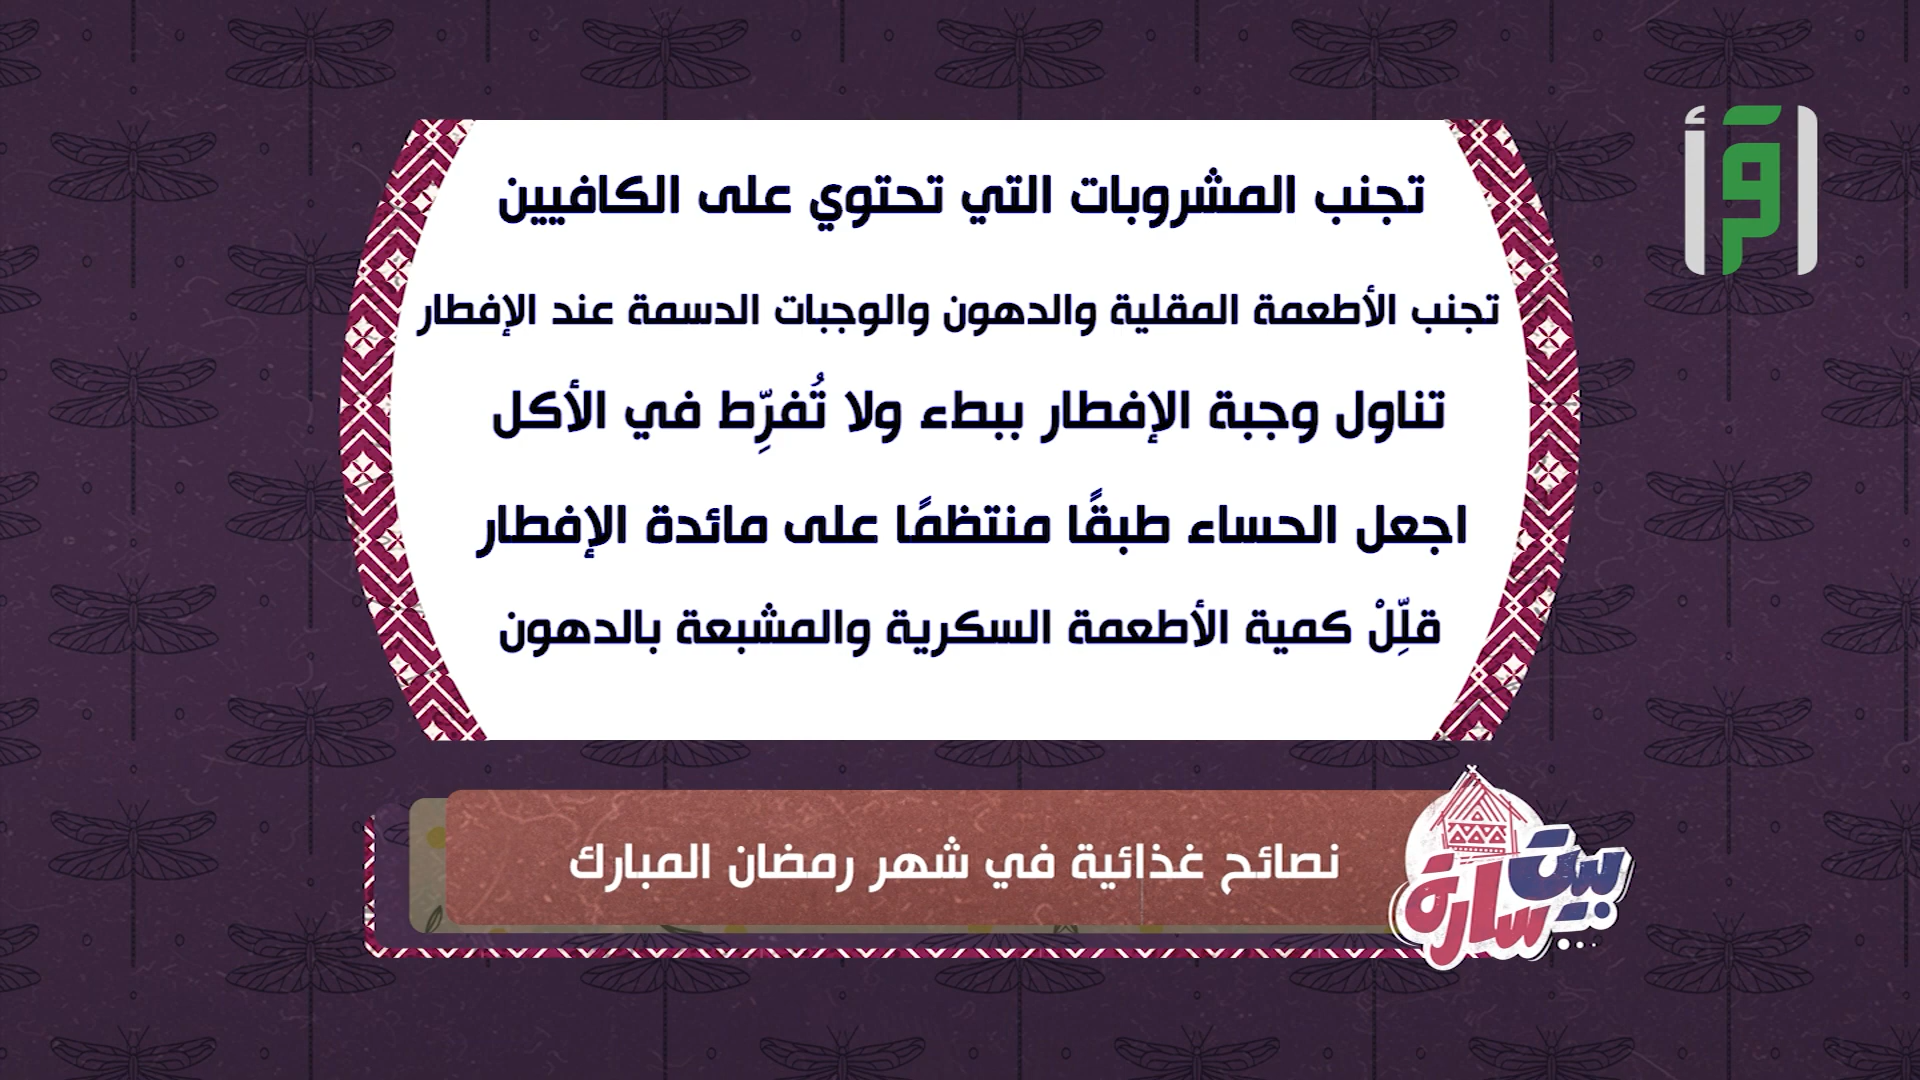 تجنب المشروبات التي تحتوي على الكافيين
تجنب الأطعمة المقلية والدهون والوجبات الدسمة عند الإفطار
تناول وجبة الإفطار ببطء ولا تُفرِّط في الأكل
اجعل الحساء طبقًا منتظمًا على مائدة الإفطار
قلِّلْ كمية الأطعمة السكرية والمشبعة بالدهون
نصائح غذائية في شهر رمضان المبارك
بيت سارة
اقرأ